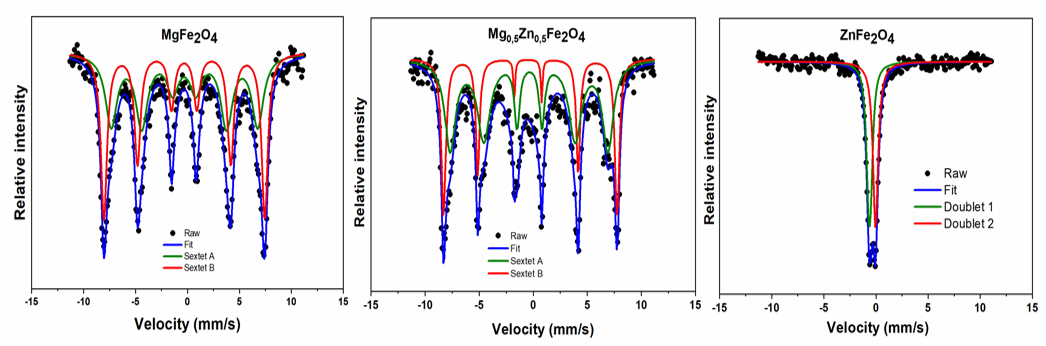 MgFe2O4
Relative intensity
Raw
Fit
Sextet A
Sextet B
-15 -10 -5 0 5 10 15
Velocity (mm/s)
Mg0,5Zn0,5Fe2O4
Relative intensity
Raw
Fit
Sextet A
Sextet B
-15 -10 -5 0 5 10 15
Velocity (mm/s)
ZnFe2O4
Relative intensity
Raw
Fit
Doublet 1
Doublet 2
-15 -10 -5 0 5 10 15
Velocity (mm/s)